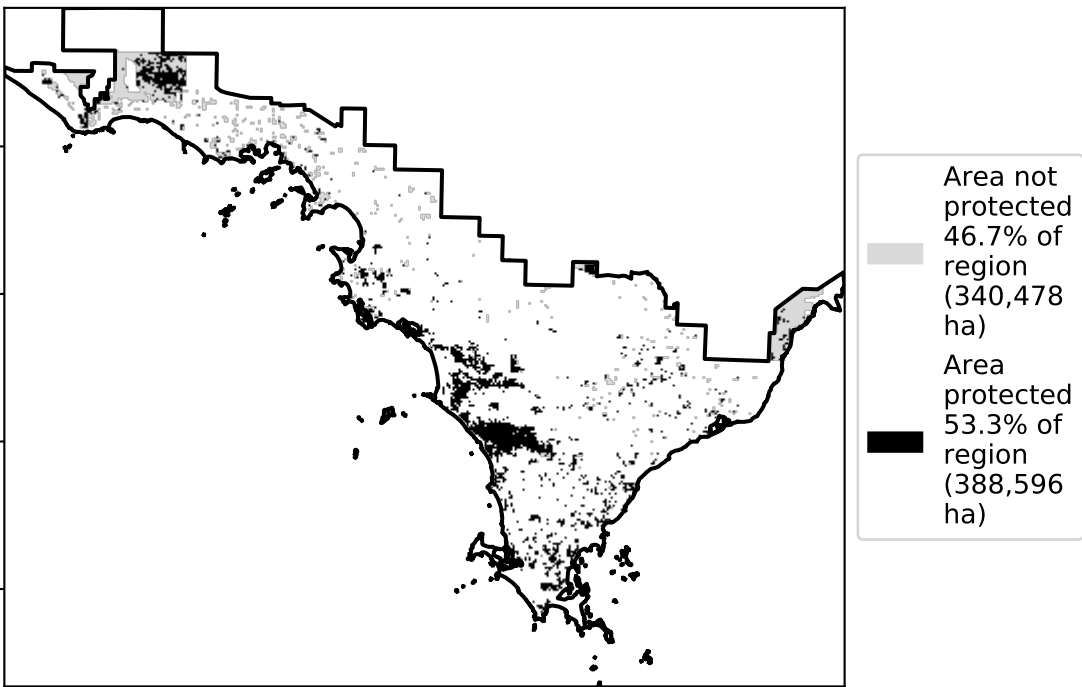 Area not
protected
46.7% of
region
(340,478
ha)
Area
protected
53.3% of
region
(388,596
ha)